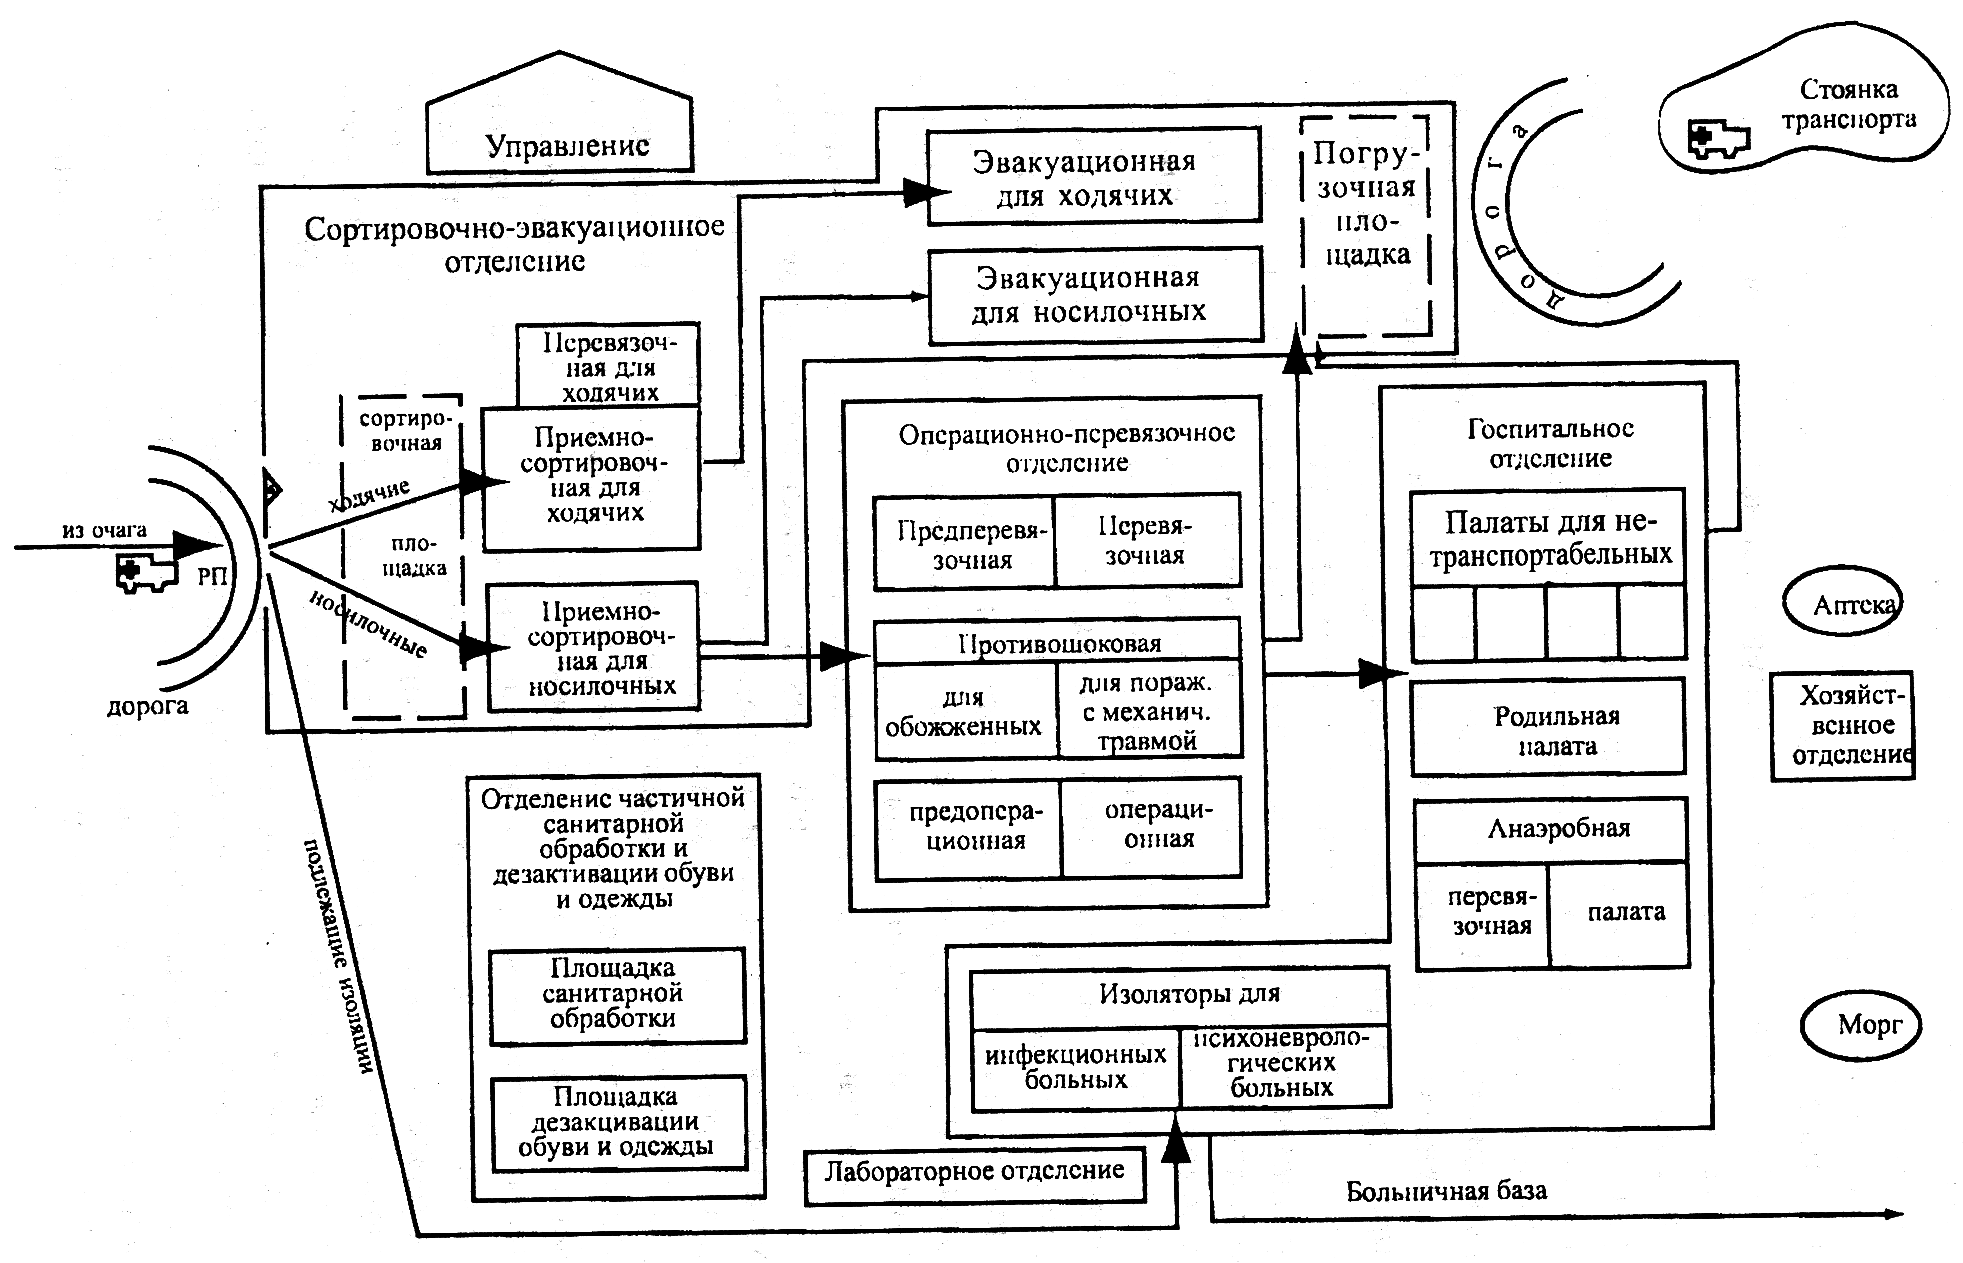 Управление
Стоянка
транспорта
дорога
Эвакуационная
для ходячих
Погру-
зочная
пло-
щадка
Сортировочно-эвакуационное
отделение
Эвакуационная
для носилочных
Перевязоч-
ная для
ходячих
сортиро-
вочная
пло-
щадка
Приемно-
сортировоч-
ная для
ходячих
ходячие
из очага
РП
носилочные
Приемно-
сортировоч-
ная для
носилочных
дорога
Операционно-перевязочное
отделение
Предперевя-
зочная
Перевя-
зочная
Противошоковая
для
обожженных
для пораж.
с механич.
травмой
предопера-
ционная
операци-
онная
Госпитальное
отделение
Палаты для не-
транспортабельных
Родильная
палата
Анаэробная
перевя-
зочная
палата
Аптека
Хозяйст-
венное
отделение
Морг
Отделение частичной
санитарной
обработки и
дезактивации обуви
и одежды
Площадка
санитарной
обработки
Площадка
дезакцивации
обуви и одежды
подлежащие изоляции
Изоляторы для
инфекционных
больных
психоневроло-
гических
больных
Лабораторное отделение
Больничная база